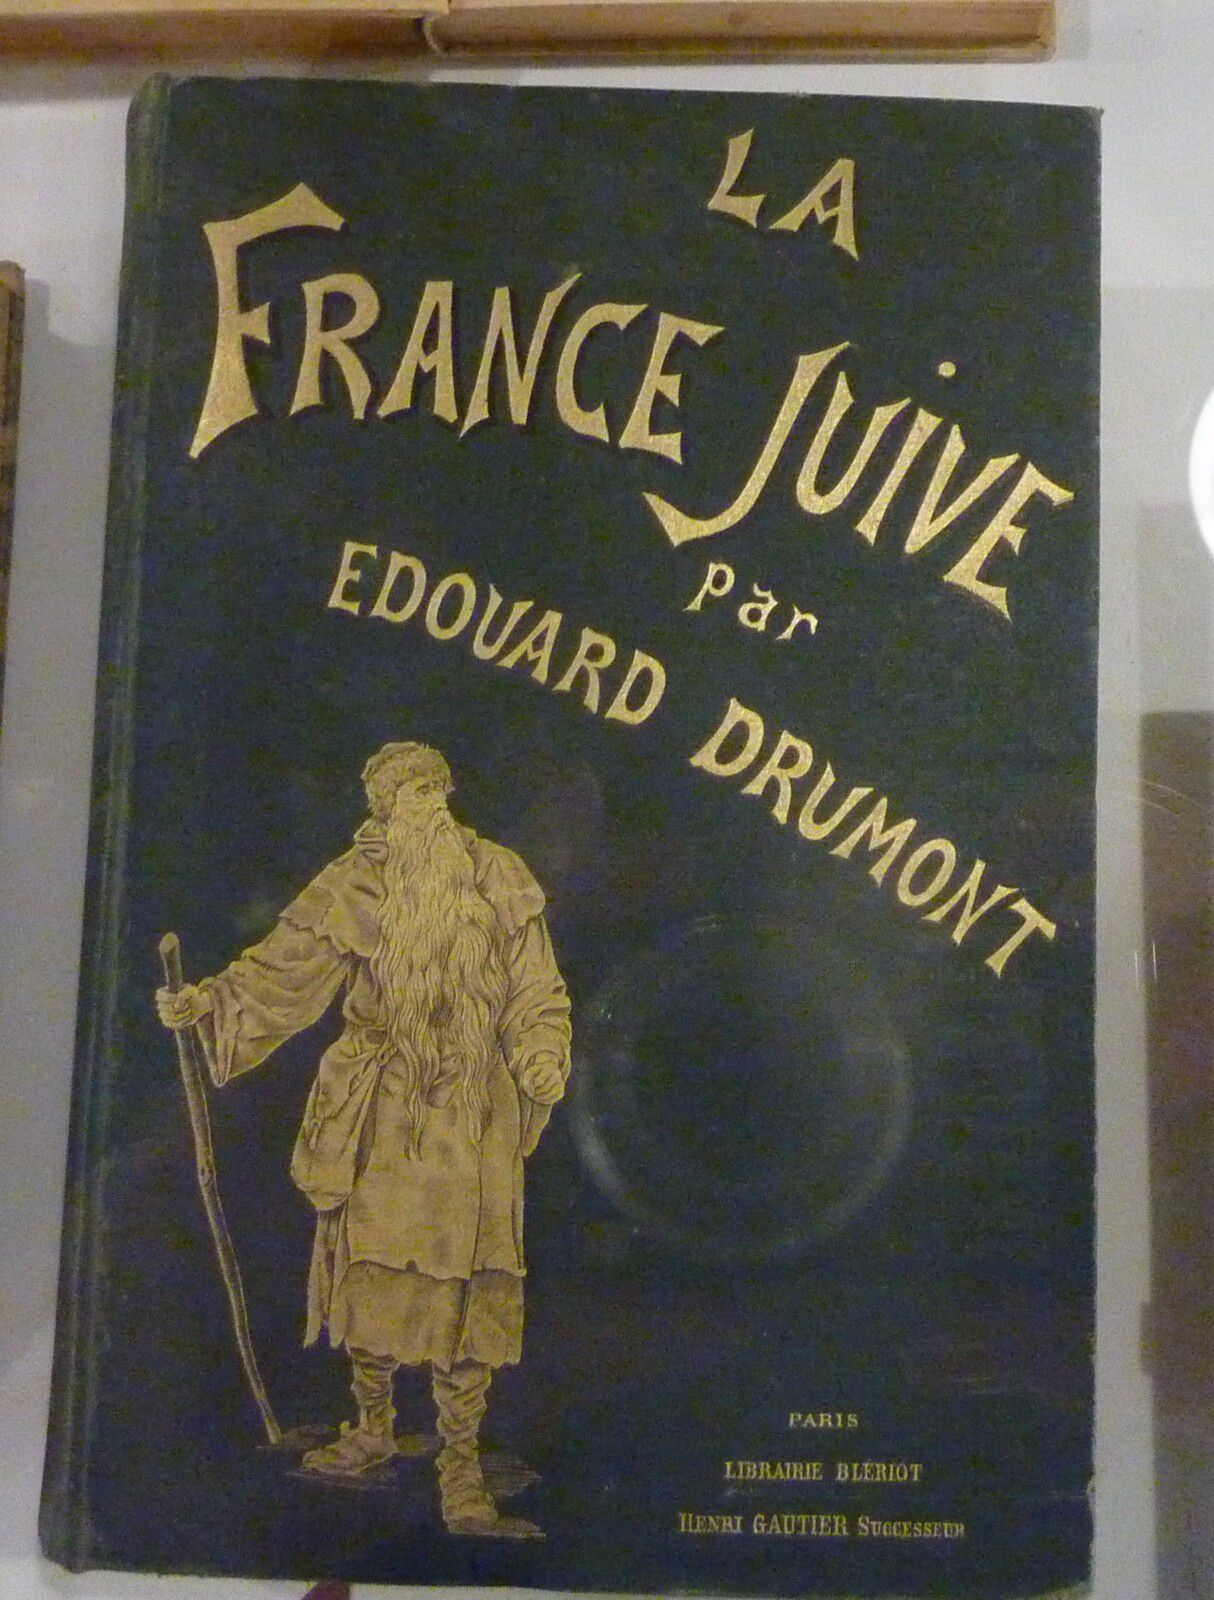 LA
FRANCE JUIVE
par
EDOUARD DRUMONT
PARIS
LIBRAIRIE BLÉRIOT
HENRI GAUTIER SUCCESSEUR